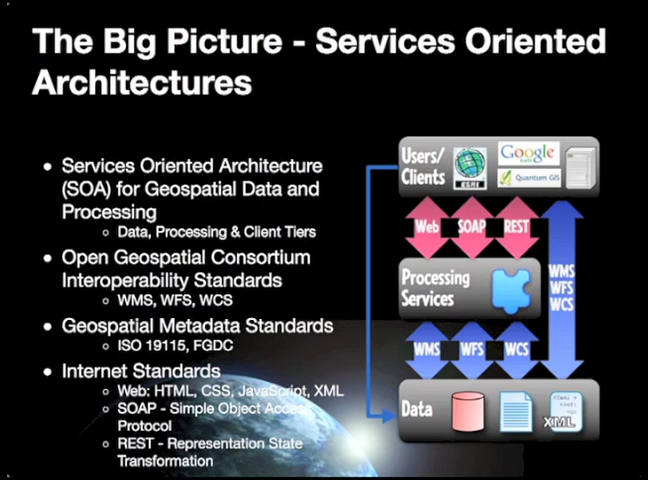 The Big Picture - Services Oriented
Architectures
• Services Oriented Architecture
(SOA) for Geospatial Data and
Processing
○ Data, Processing & Client Tiers
• Open Geospatial Consortium
Interoperability Standards
○ WMS, WFS, WCS
• Geospatial Metadata Standards
○ ISO 19115, FGDC
• Internet Standards
○ Web: HTML, CSS, JavaScript, XML
○ SOAP - Simple Object Access
Protocol
○ REST - Representation State
Transformation
Users/
Clients
ESRI
Google
Quantum GIS
Web SOAP REST
Processing
Services
WMS
WFS
WCS
WMS WFS WCS
Data
XML